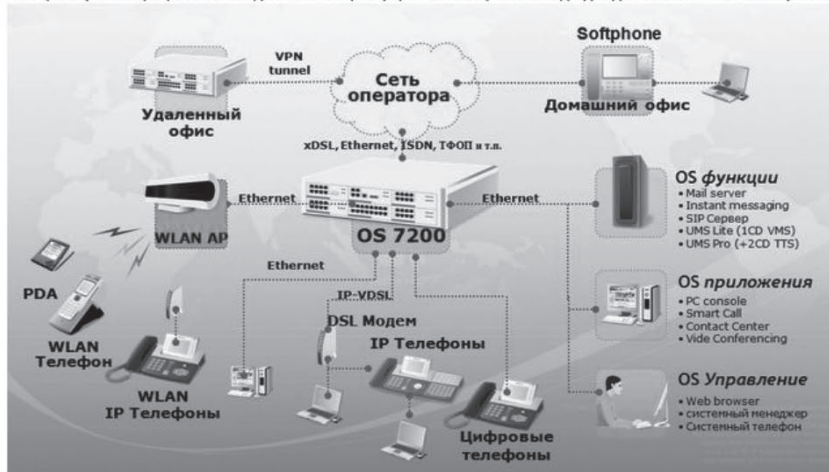 Softphone
VPN
tunnel
Сеть
оператора
Удаленный
офис
Домашний офис
xDSL, Ethernet, ISDN, ТФОП и т.п.
Ethernet
Ethernet
WLAN AP
OS 7200
OS функции
• Mail server
• Instant messaging
• SIP Сервер
• UMS Lite (1CD VMS)
• UMS Pro (+2CD TTS)
Ethernet
PDA
IP-VDSL
OS приложения
• PC console
• Smart Call
• Contact Center
• Vide Conferencing
DSL Модем
IP Телефоны
WLAN
Телефон
WLAN
IP Телефоны
OS Управление
• Web browser
• системный менеджер
• Системный телефон
Цифровые
телефоны